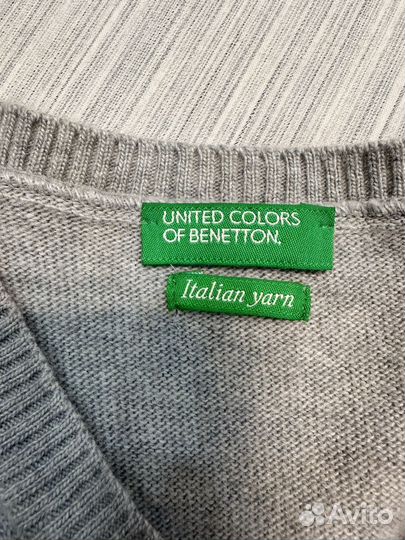 UNITED COLORS
OF BENETTON.
Italian yarn
Avito